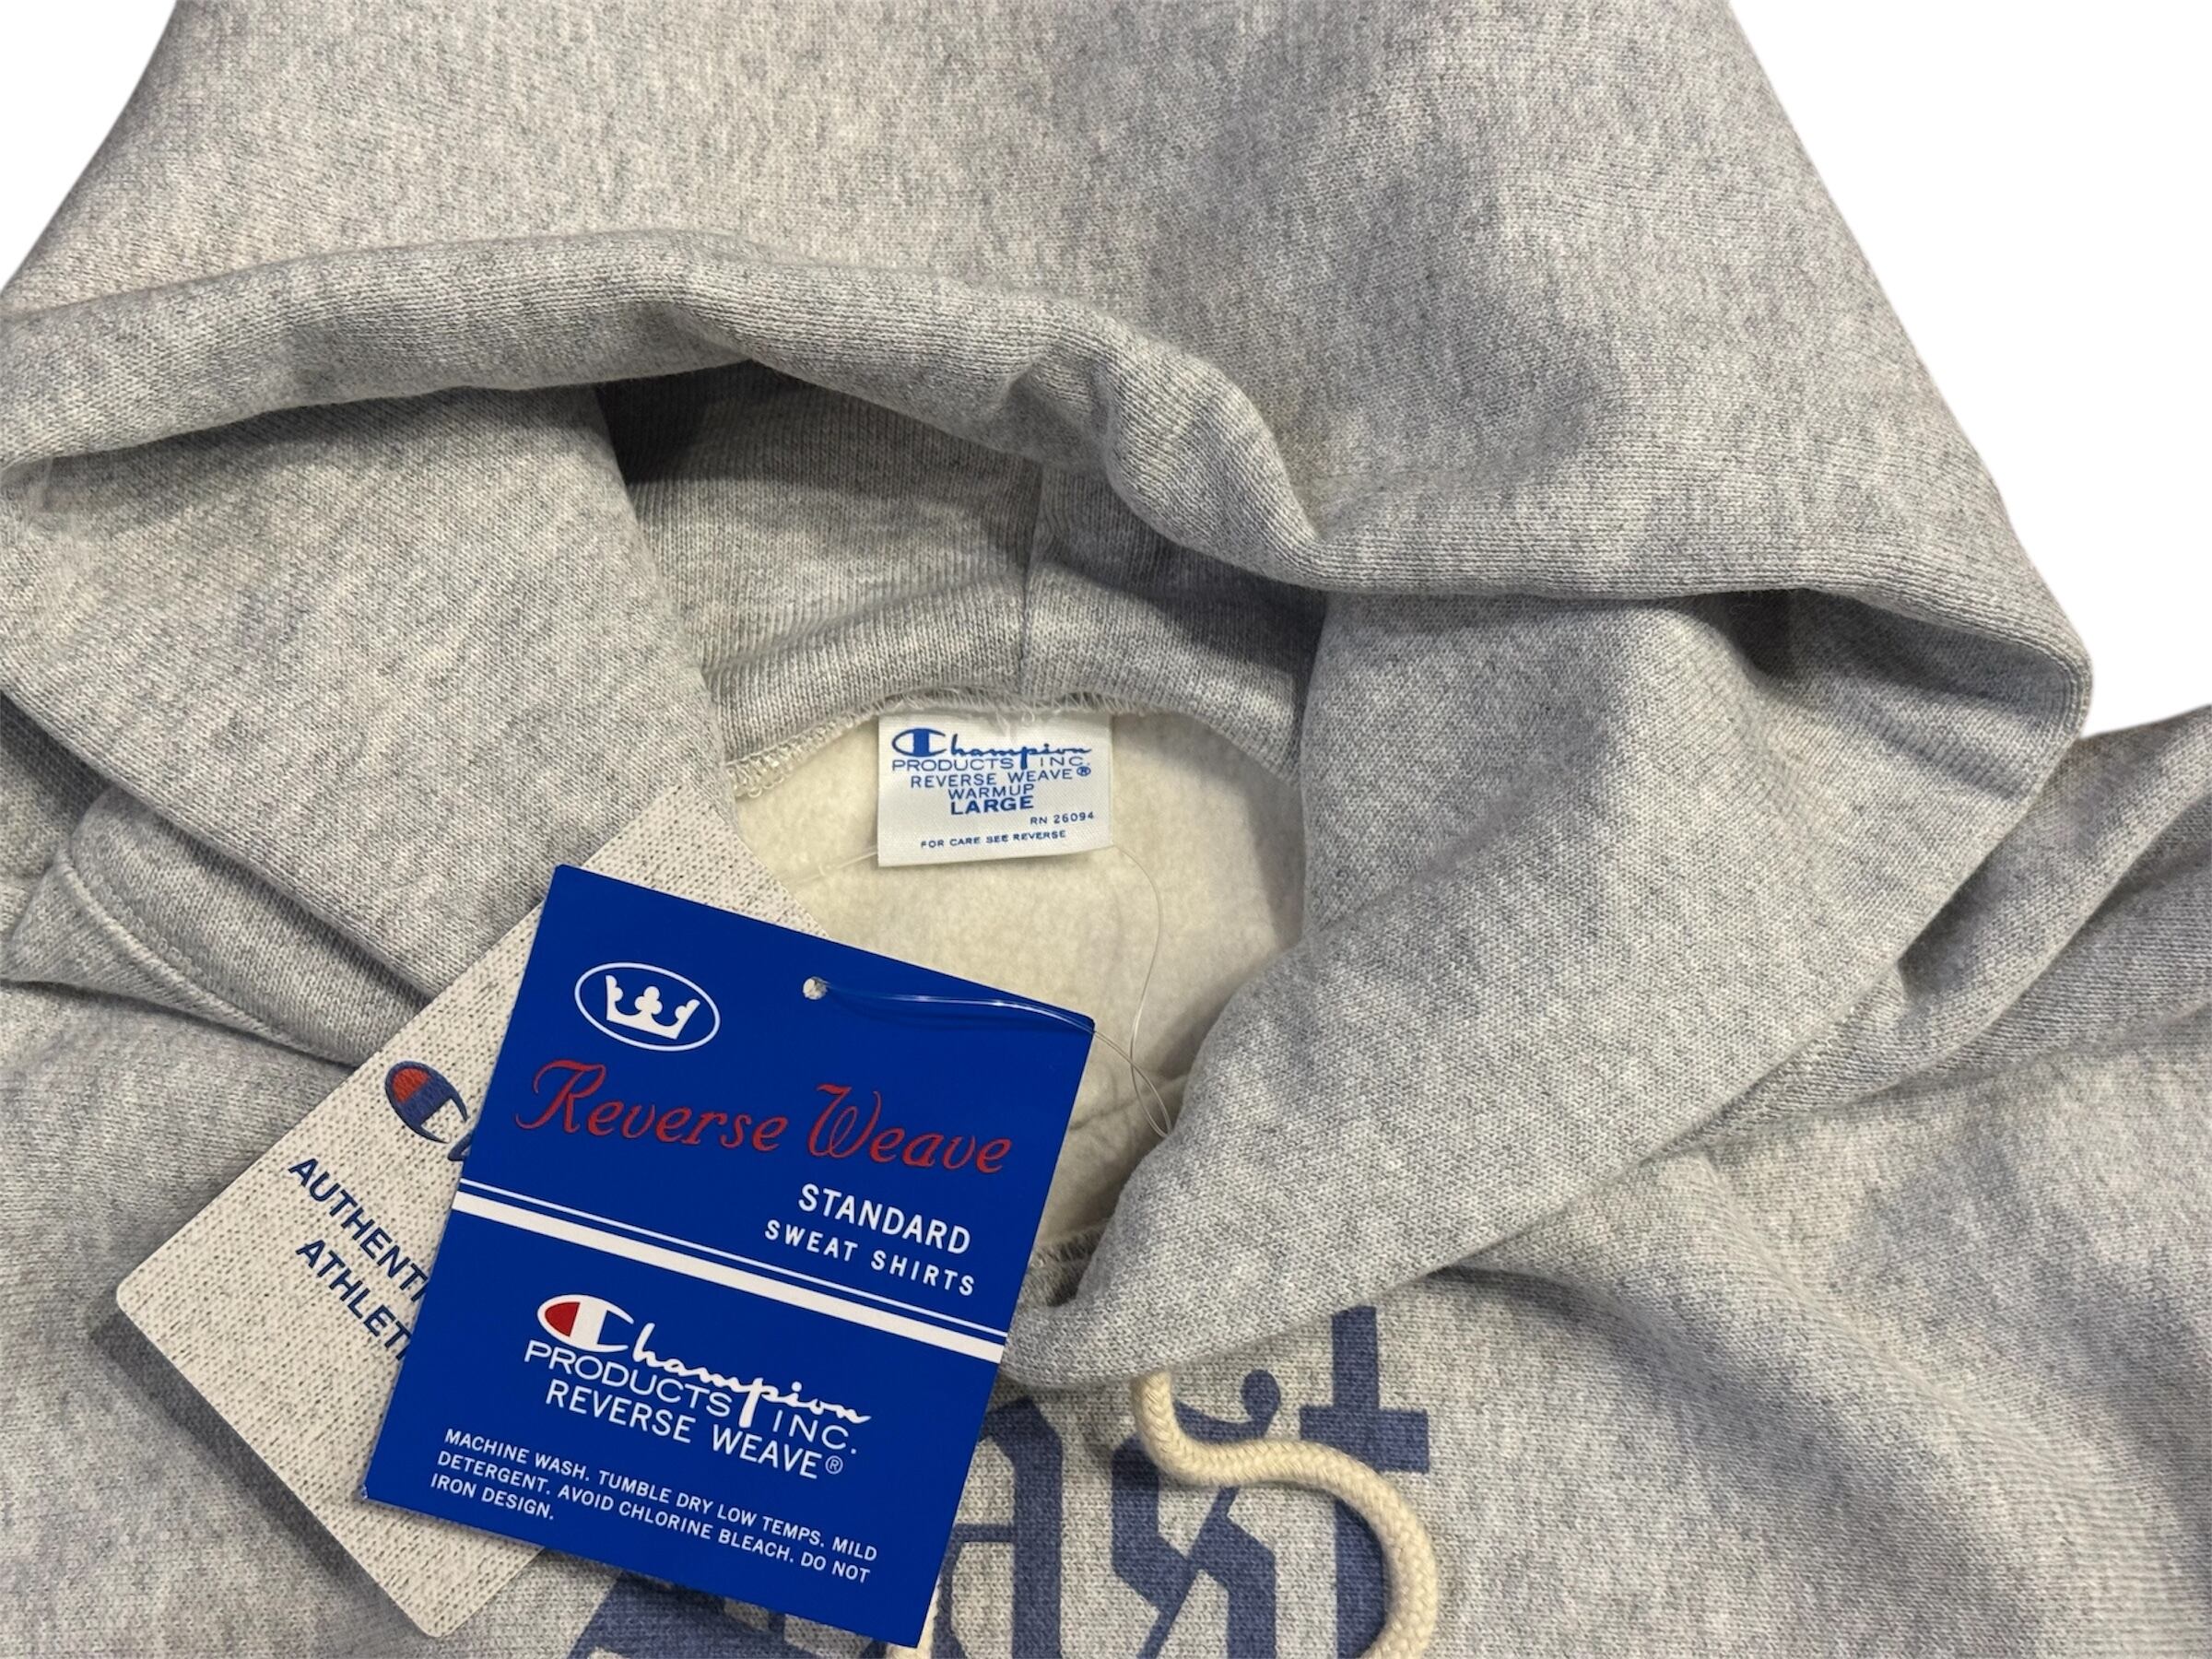 Champion
PRODUCTS INC.
REVERSE WEAVE®
WARMUP
LARGE
RN 26094
FOR CARE SEE REVERSE
Reverse Weave
STANDARD
SWEAT SHIRTS
Champion
PRODUCTS INC.
REVERSE WEAVE®
MACHINE WASH. TUMBLE DRY LOW TEMPS. MILD
DETERGENT. AVOID CHLORINE BLEACH. DO NOT
IRON DESIGN.